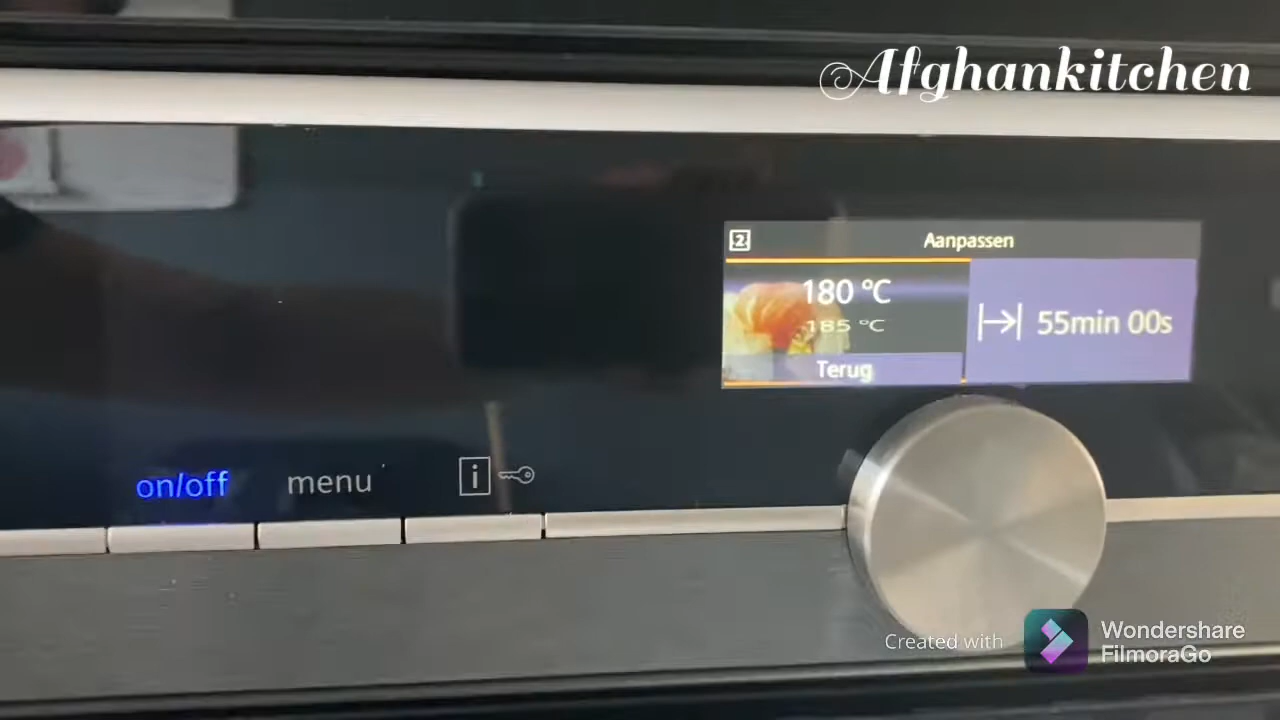 Afghankitchen
2 Aanpassen
180 °C
185 °C
55min 00s
Terug
on/off menu i
Created with
Wondershare
FilmoraGo